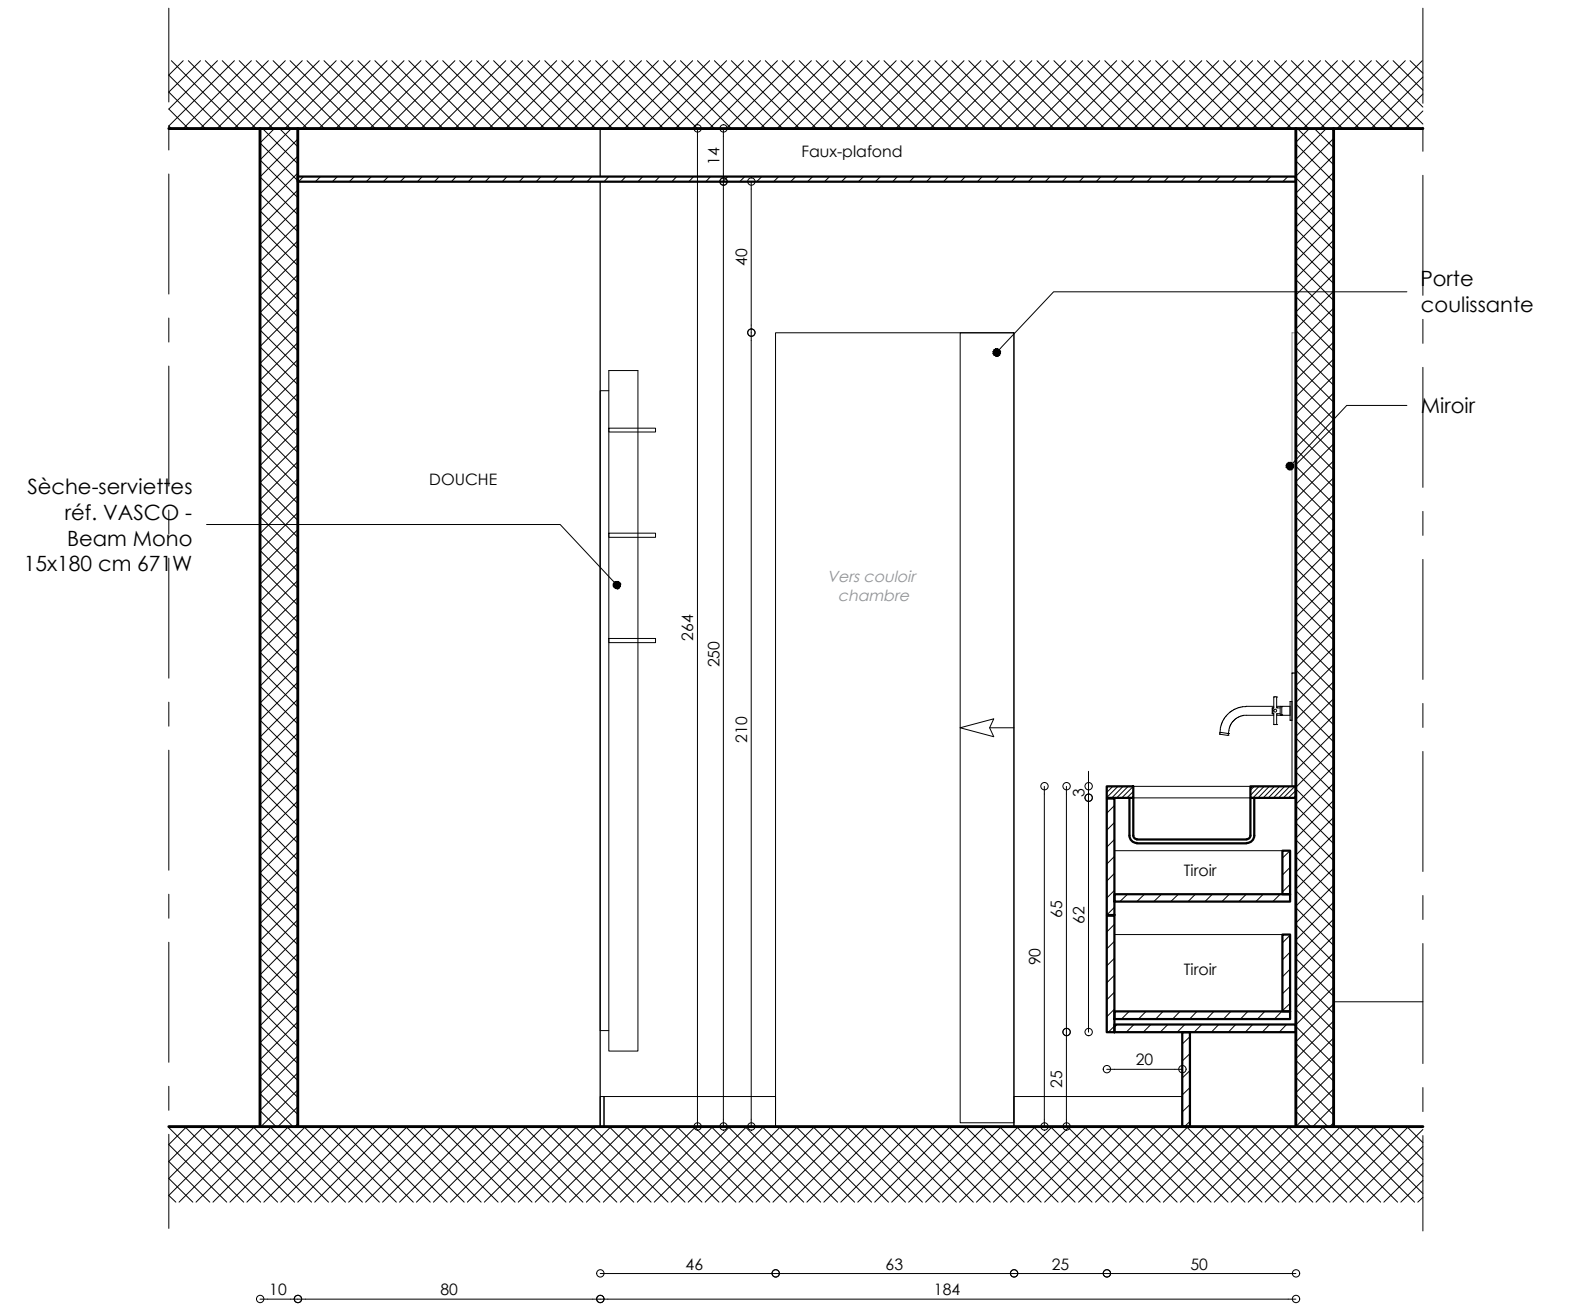 Faux-plafond
14
40
Porte
coulissante
Miroir
DOUCHE
Sèche-serviettes
réf. VASCO -
Beam Mono
15x180 cm 671W
Vers couloir
chambre
264
250
210
3
Tiroir
65
62
90
Tiroir
20
25
46
63
25
50
10
80
184